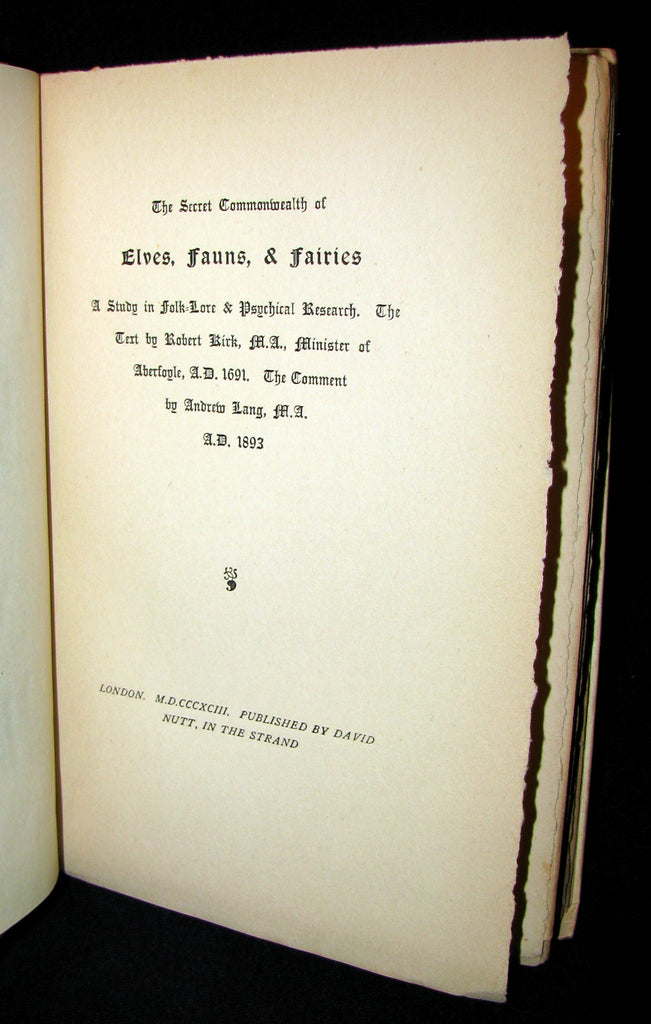 The Secret Commonwealth of
Elves, Fauns, & Fairies
A Study in Folk-Lore & Psychical Research. The
Text by Robert Kirk, M.A., Minister of
Aberfoyle, A.D. 1691. The Comment
by Andrew Lang, M.A.
A.D. 1893
LONDON. M.D.CCCXCIII. PUBLISHED BY DAVID
NUTT, IN THE STRAND